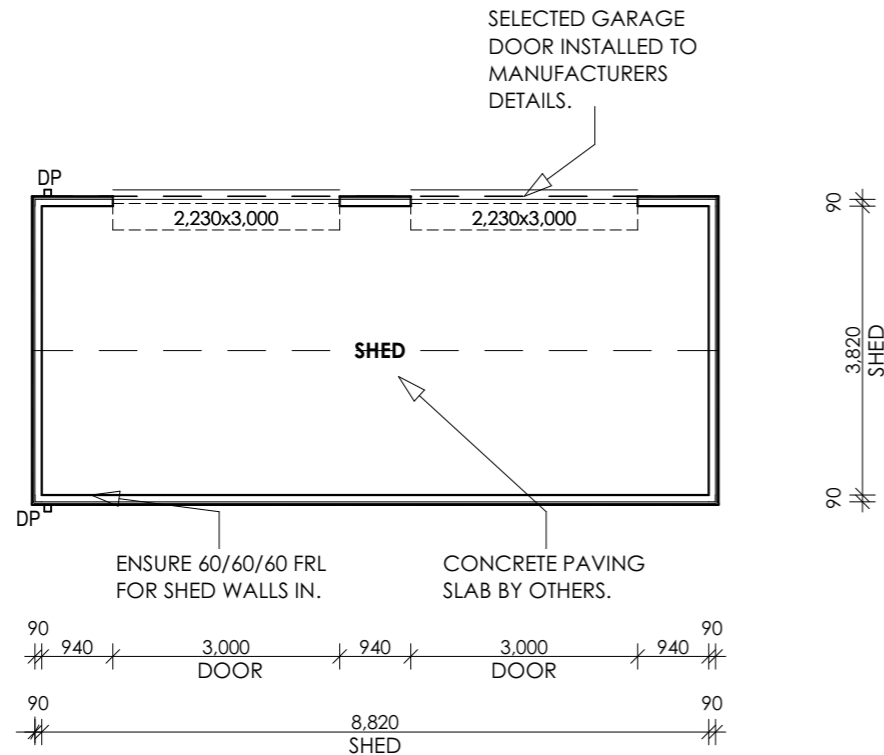 SELECTED GARAGE
DOOR INSTALLED TO
MANUFACTURERS
DETAILS.
DP
2,230x3,000
2,230x3,000
90
SHED
3,820
SHED
90
DP
ENSURE 60/60/60 FRL
FOR SHED WALLS IN.
CONCRETE PAVING
SLAB BY OTHERS.
90
940
3,000
DOOR
940
3,000
DOOR
940
90
90
8,820
SHED
90